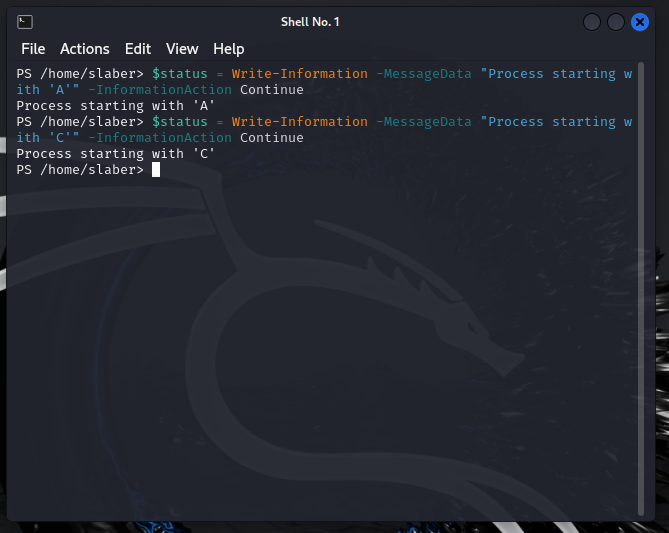 Shell No. 1
File Actions Edit View Help
PS /home/slaber> $status = Write-Information -MessageData "Process starting w
ith 'A'" -InformationAction Continue
Process starting with 'A'
PS /home/slaber> $status = Write-Information -MessageData "Process starting w
ith 'C'" -InformationAction Continue
Process starting with 'C'
PS /home/slaber>